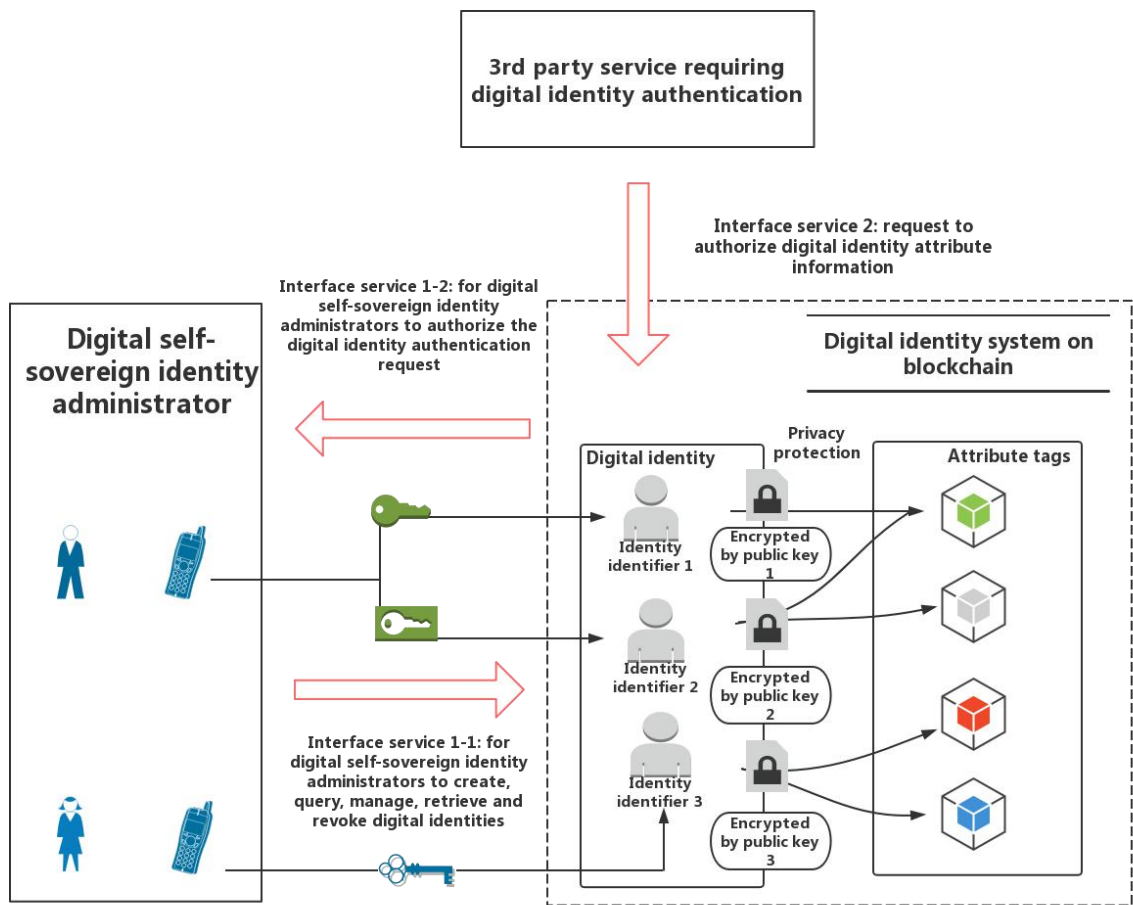 3rd party service requiring
digital identity authentication
Interface service 2: request to
authorize digital identity attribute
information
Interface service 1-2: for digital
self-sovereign identity
administrators to authorize the
digital identity authentication
request
Digital self-
sovereign identity
administrator
Digital identity system on
blockchain
Privacy
protection
Digital identity
Attribute tags
Identity
identifier 1
Encrypted
by public key
1
Identity
identifier 2
Encrypted
by public key
2
Identity
identifier 3
Encrypted
by public key
3
Interface service 1-1: for
digital self-sovereign identity
administrators to create,
query, manage, retrieve and
revoke digital identities